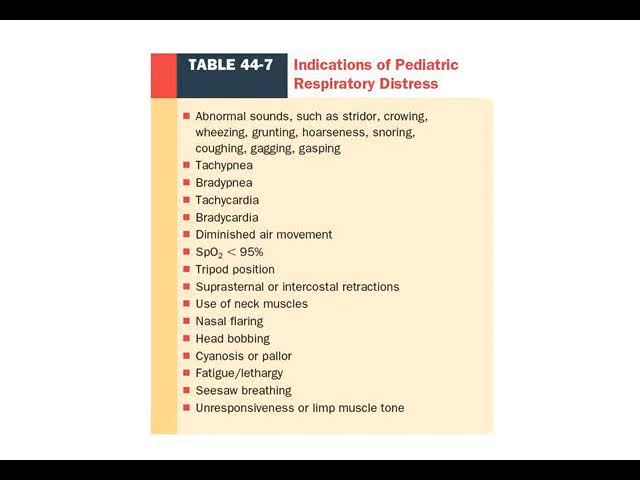 TABLE 44-7
Indications of Pediatric
Respiratory Distress
Abnormal sounds, such as stridor, crowing,
wheezing, grunting, hoarseness, snoring,
coughing, gagging, gasping
Tachypnea
Bradypnea
Tachycardia
Bradycardia
Diminished air movement
SpO₂ < 95%
Tripod position
Suprasternal or intercostal retractions
Use of neck muscles
Nasal flaring
Head bobbing
Cyanosis or pallor
Fatigue/lethargy
Seesaw breathing
Unresponsiveness or limp muscle tone